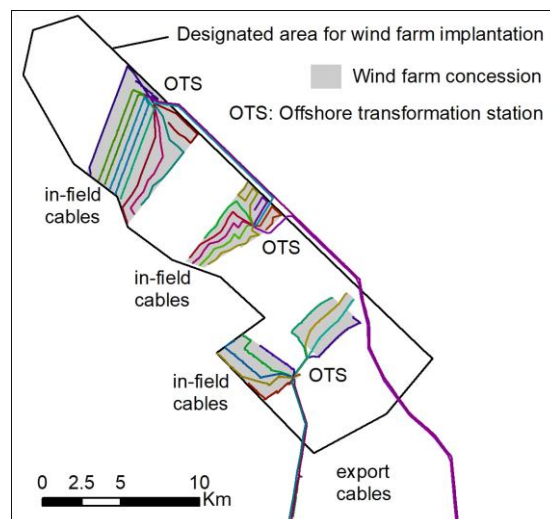 Designated area for wind farm implantation
OTS
Wind farm concession
OTS: Offshore transformation station
in-field
cables
OTS
in-field
cables
OTS
in-field
cables
export
cables
0 2.5 5 10
Km